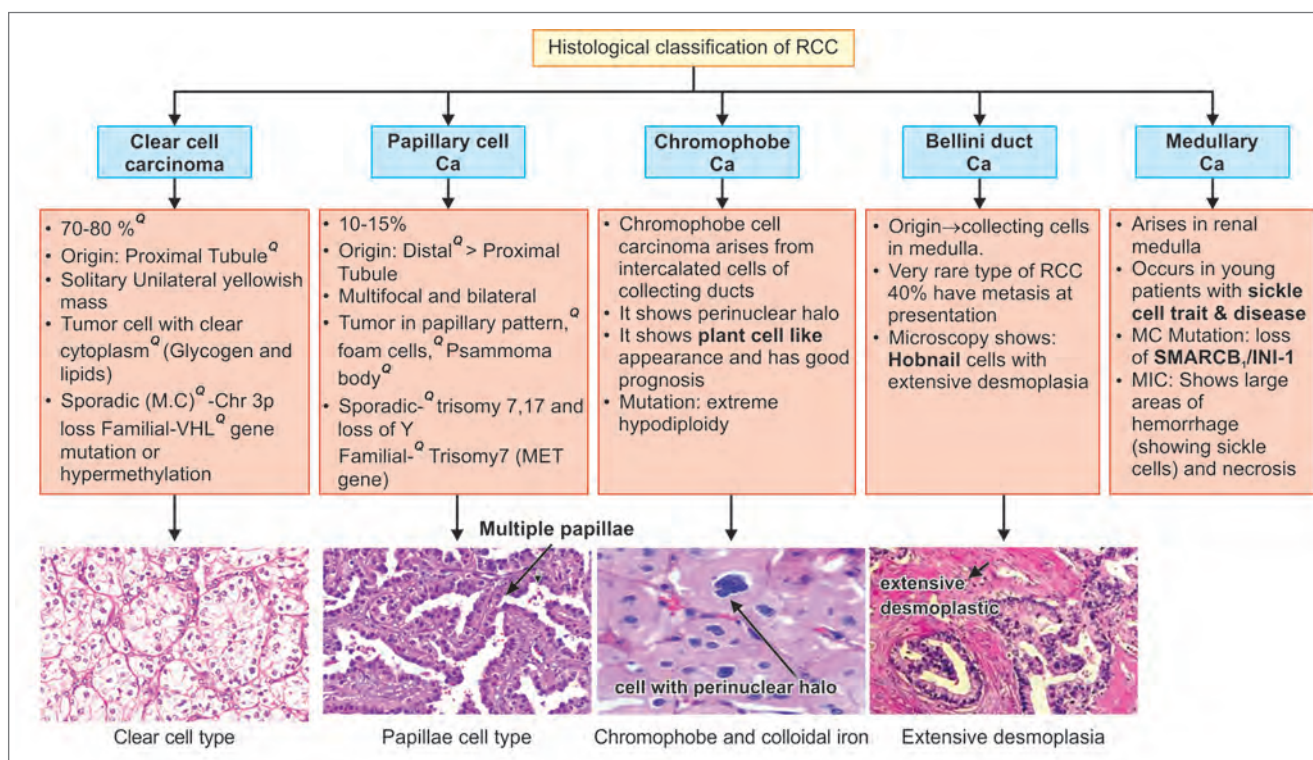 Histological classification of RCC
Clear cell
carcinoma
Papillary cell
Ca
Chromophobe
Ca
Bellini duct
Ca
Medullary
Ca
• 70-80 %Q
• Origin: Proximal TubuleQ
• Solitary Unilateral yellowish
mass
• Tumor cell with clear
cytoplasmQ (Glycogen and
lipids)
• Sporadic (M.C)Q -Chr 3p
loss Familial-VHLQ gene
mutation or
hypermethylation
• 10-15%
• Origin: DistalQ > Proximal
Tubule
• Multifocal and bilateral
• Tumor in papillary pattern,Q
foam cells,Q Psammoma
bodyQ
• Sporadic-Q trisomy 7,17 and
loss of Y
Familial-Q Trisomy7 (MET
gene)
• Chromophobe cell
carcinoma arises from
intercalated cells of
collecting ducts
• It shows perinuclear halo
• It shows plant cell like
appearance and has good
prognosis
• Mutation: extreme
hypodiploidy
• Origin→collecting cells
in medulla.
• Very rare type of RCC
40% have metasis at
presentation
• Microscopy shows:
Hobnail cells with
extensive desmoplasia
• Arises in renal
medulla
• Occurs in young
patients with sickle
cell trait & disease
• MC Mutation: loss
of SMARCB₁/INI-1
• MIC: Shows large
areas of
hemorrhage
(showing sickle
cells) and necrosis
Multiple papillae
cell with perinuclear halo
extensive
desmoplastic
Clear cell type
Papillae cell type
Chromophobe and colloidal iron
Extensive desmoplasia